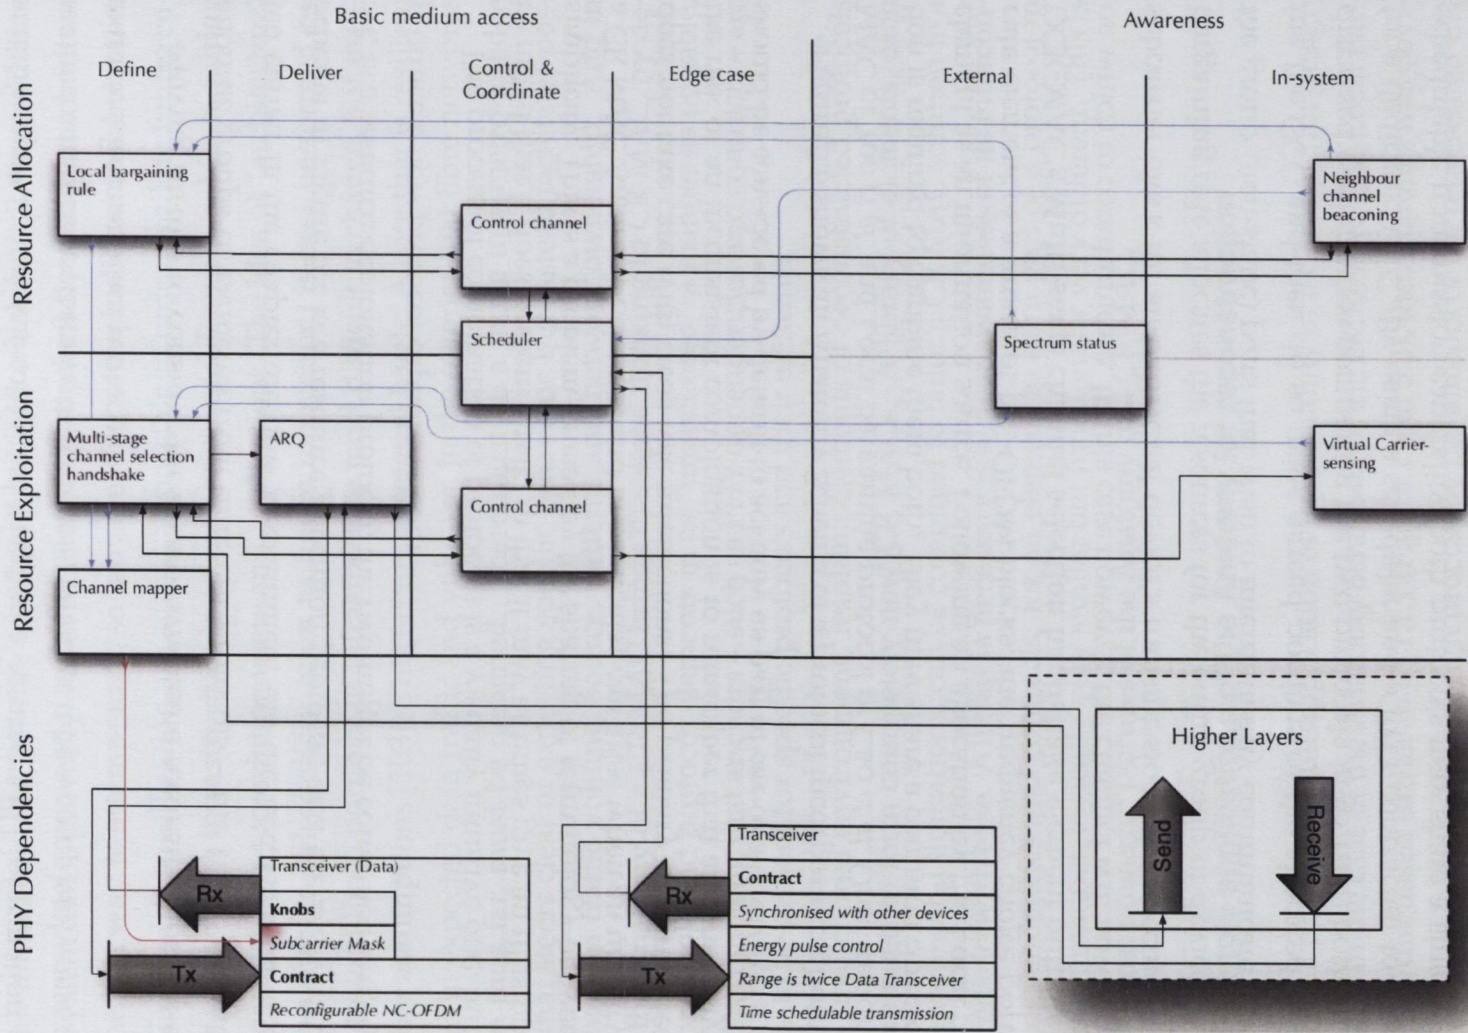 Basic medium access
Awareness
Define
Deliver
Control &
Coordinate
Edge case
External
In-system
Resource Allocation
Local bargaining
rule
Control channel
Neighbour
channel
beaconing
Scheduler
Spectrum status
Resource Exploitation
Multi-stage
channel selection
handshake
ARQ
Control channel
Virtual Carrier-
sensing
Channel mapper
PHY Dependencies
Higher Layers
Send
Receive
Rx
Tx
Transceiver (Data)
Knobs
Subcarrier Mask
Contract
Reconfigurable NC-OFDM
Rx
Tx
Transceiver
Contract
Synchronised with other devices
Energy pulse control
Range is twice Data Transceiver
Time schedulable transmission